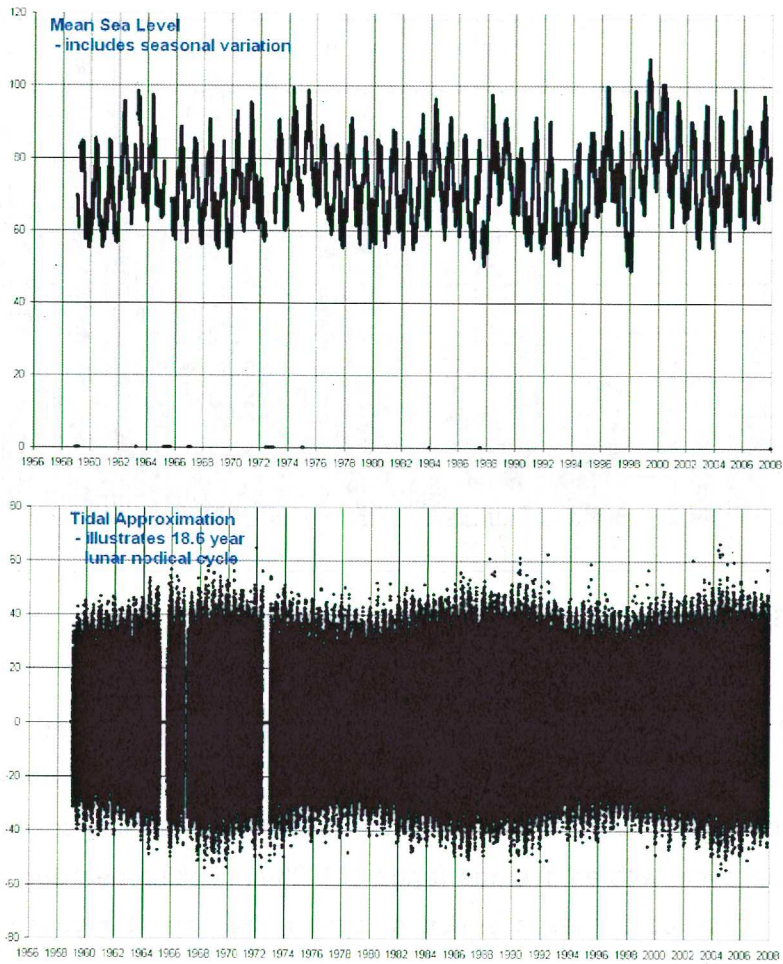 120
Mean Sea Level
- includes seasonal variation
100
80
60
40
20
0
1956 1958 1960 1962 1964 1966 1968 1970 1972 1974 1976 1978 1980 1982 1984 1986 1988 1990 1992 1994 1996 1998 2000 2002 2004 2006 2008
80
Tidal Approximation
- illustrates 18.6 year
lunar nodical cycle
60
40
20
0
-20
-40
-60
-80
1956 1958 1960 1962 1964 1966 1968 1970 1972 1974 1976 1978 1980 1982 1984 1986 1988 1990 1992 1994 1996 1998 2000 2002 2004 2006 2008